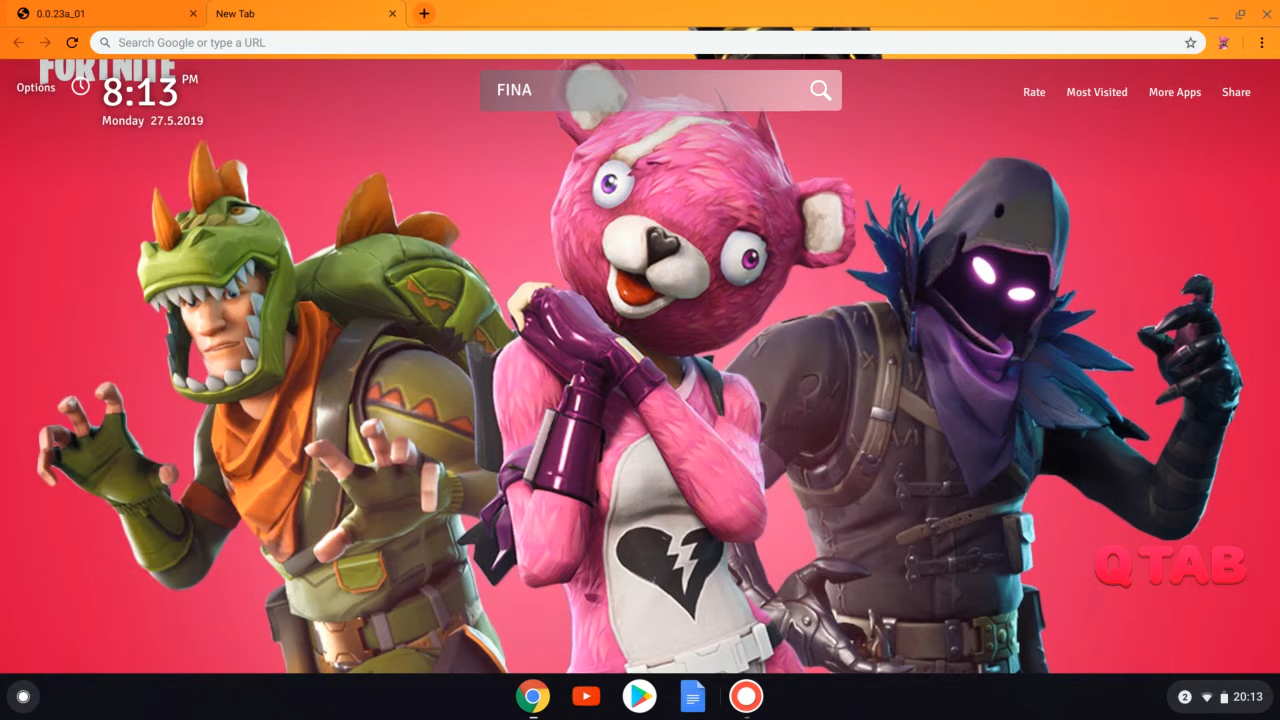 0.0.23a_01
New Tab
Search Google or type a URL
FORTNITE
Options
8:13 PM
Monday 27.5.2019
FINA
Rate
Most Visited
More Apps
Share
Q TAB
2
20:13